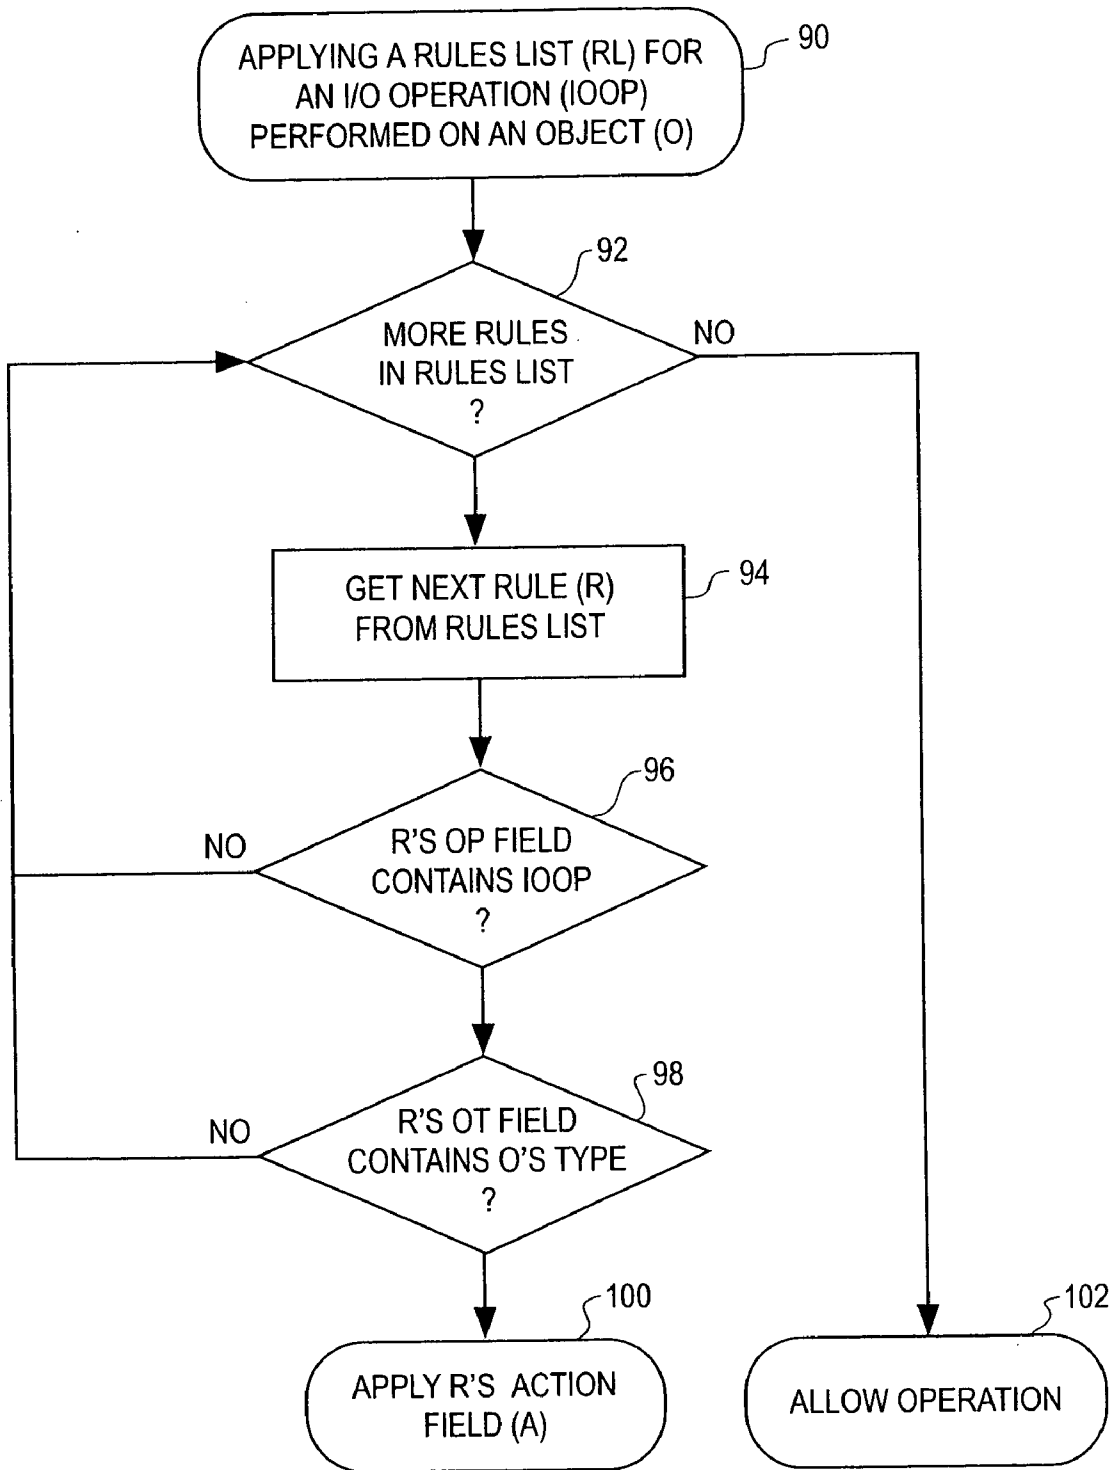 APPLYING A RULES LIST (RL) FOR
AN I/O OPERATION (IOOP)
PERFORMED ON AN OBJECT (O)
90
92
MORE RULES
IN RULES LIST
?
NO
GET NEXT RULE (R)
FROM RULES LIST
94
96
R'S OP FIELD
CONTAINS IOOP
?
NO
98
R'S OT FIELD
CONTAINS O'S TYPE
?
NO
100
APPLY R'S ACTION
FIELD (A)
102
ALLOW OPERATION